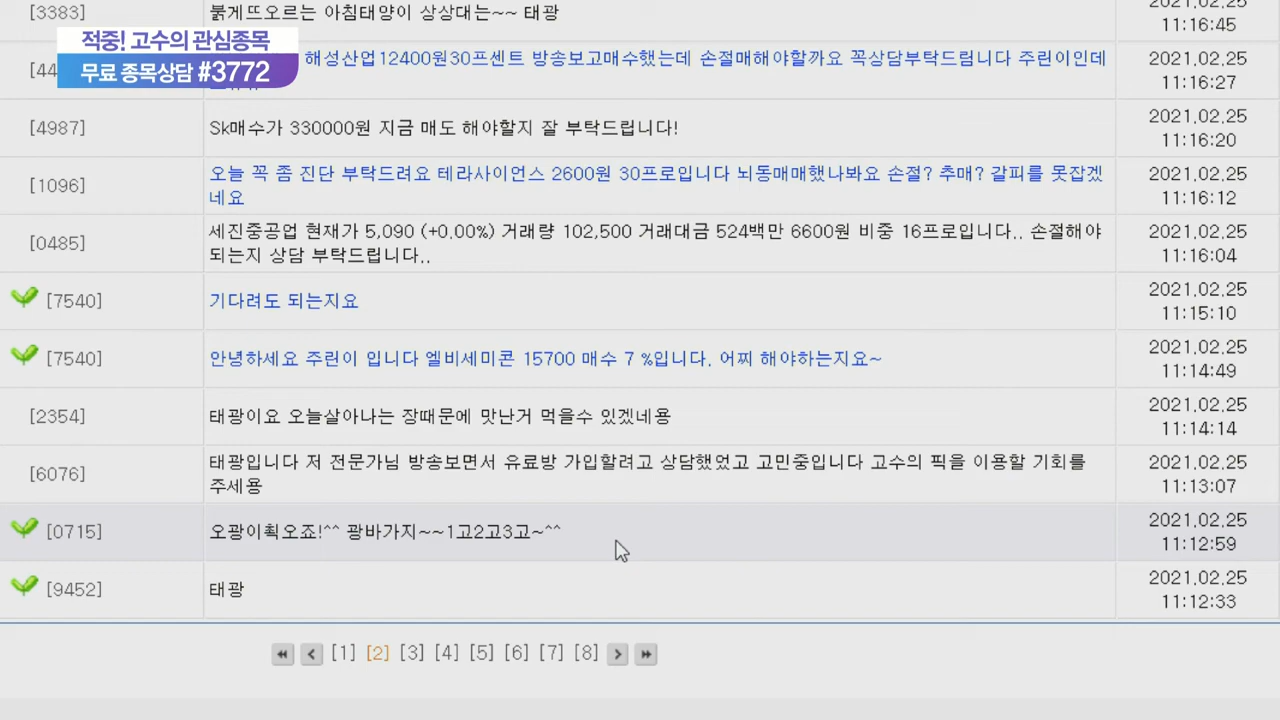 [3383] 붉게뜨오르는 아침태양이 상상대는~~ 태광 2021.02.25
11:16:45
적중! 고수의 관심종목
무료 종목상담 #3772
[44
해성산업12400원30프센트 방송보고매수했는데 손절매해야할까요 꼭상담부탁드립니다 주린이인데
2021.02.25
11:16:27
[4987] Sk매수가 330000원 지금 매도 해야할지 잘 부탁드립니다! 2021.02.25
11:16:20
[1096] 오늘 꼭 좀 진단 부탁드려요 테라사이언스 2600원 30프로입니다 뇌동매매했나봐요 손절? 추매? 갈피를 못잡겠
네요
2021.02.25
11:16:12
[0485] 세진중공업 현재가 5,090 (+0.00%) 거래량 102,500 거래대금 524백만 6600원 비중 16프로입니다.. 손절해야
되는지 상담 부탁드립니다..
2021.02.25
11:16:04
[7540] 기다려도 되는지요 2021.02.25
11:15:10
[7540] 안녕하세요 주린이 입니다 엘비세미콘 15700 매수 7 %입니다. 어찌 해야하는지요~ 2021.02.25
11:14:49
[2354] 태광이요 오늘살아나는 장때문에 맛난거 먹을수 있겠네용 2021.02.25
11:14:14
[6076] 태광입니다 저 전문가님 방송보면서 유료방 가입할려고 상담했었고 고민중입니다 고수의 픽을 이용할 기회를
주세용
2021.02.25
11:13:07
[0715] 오광이쵝오죠!^^ 광바가지~~1고2고3고~^^ 2021.02.25
11:12:59
[9452] 태광 2021.02.25
11:12:33
[1] [2] [3] [4] [5] [6] [7] [8]